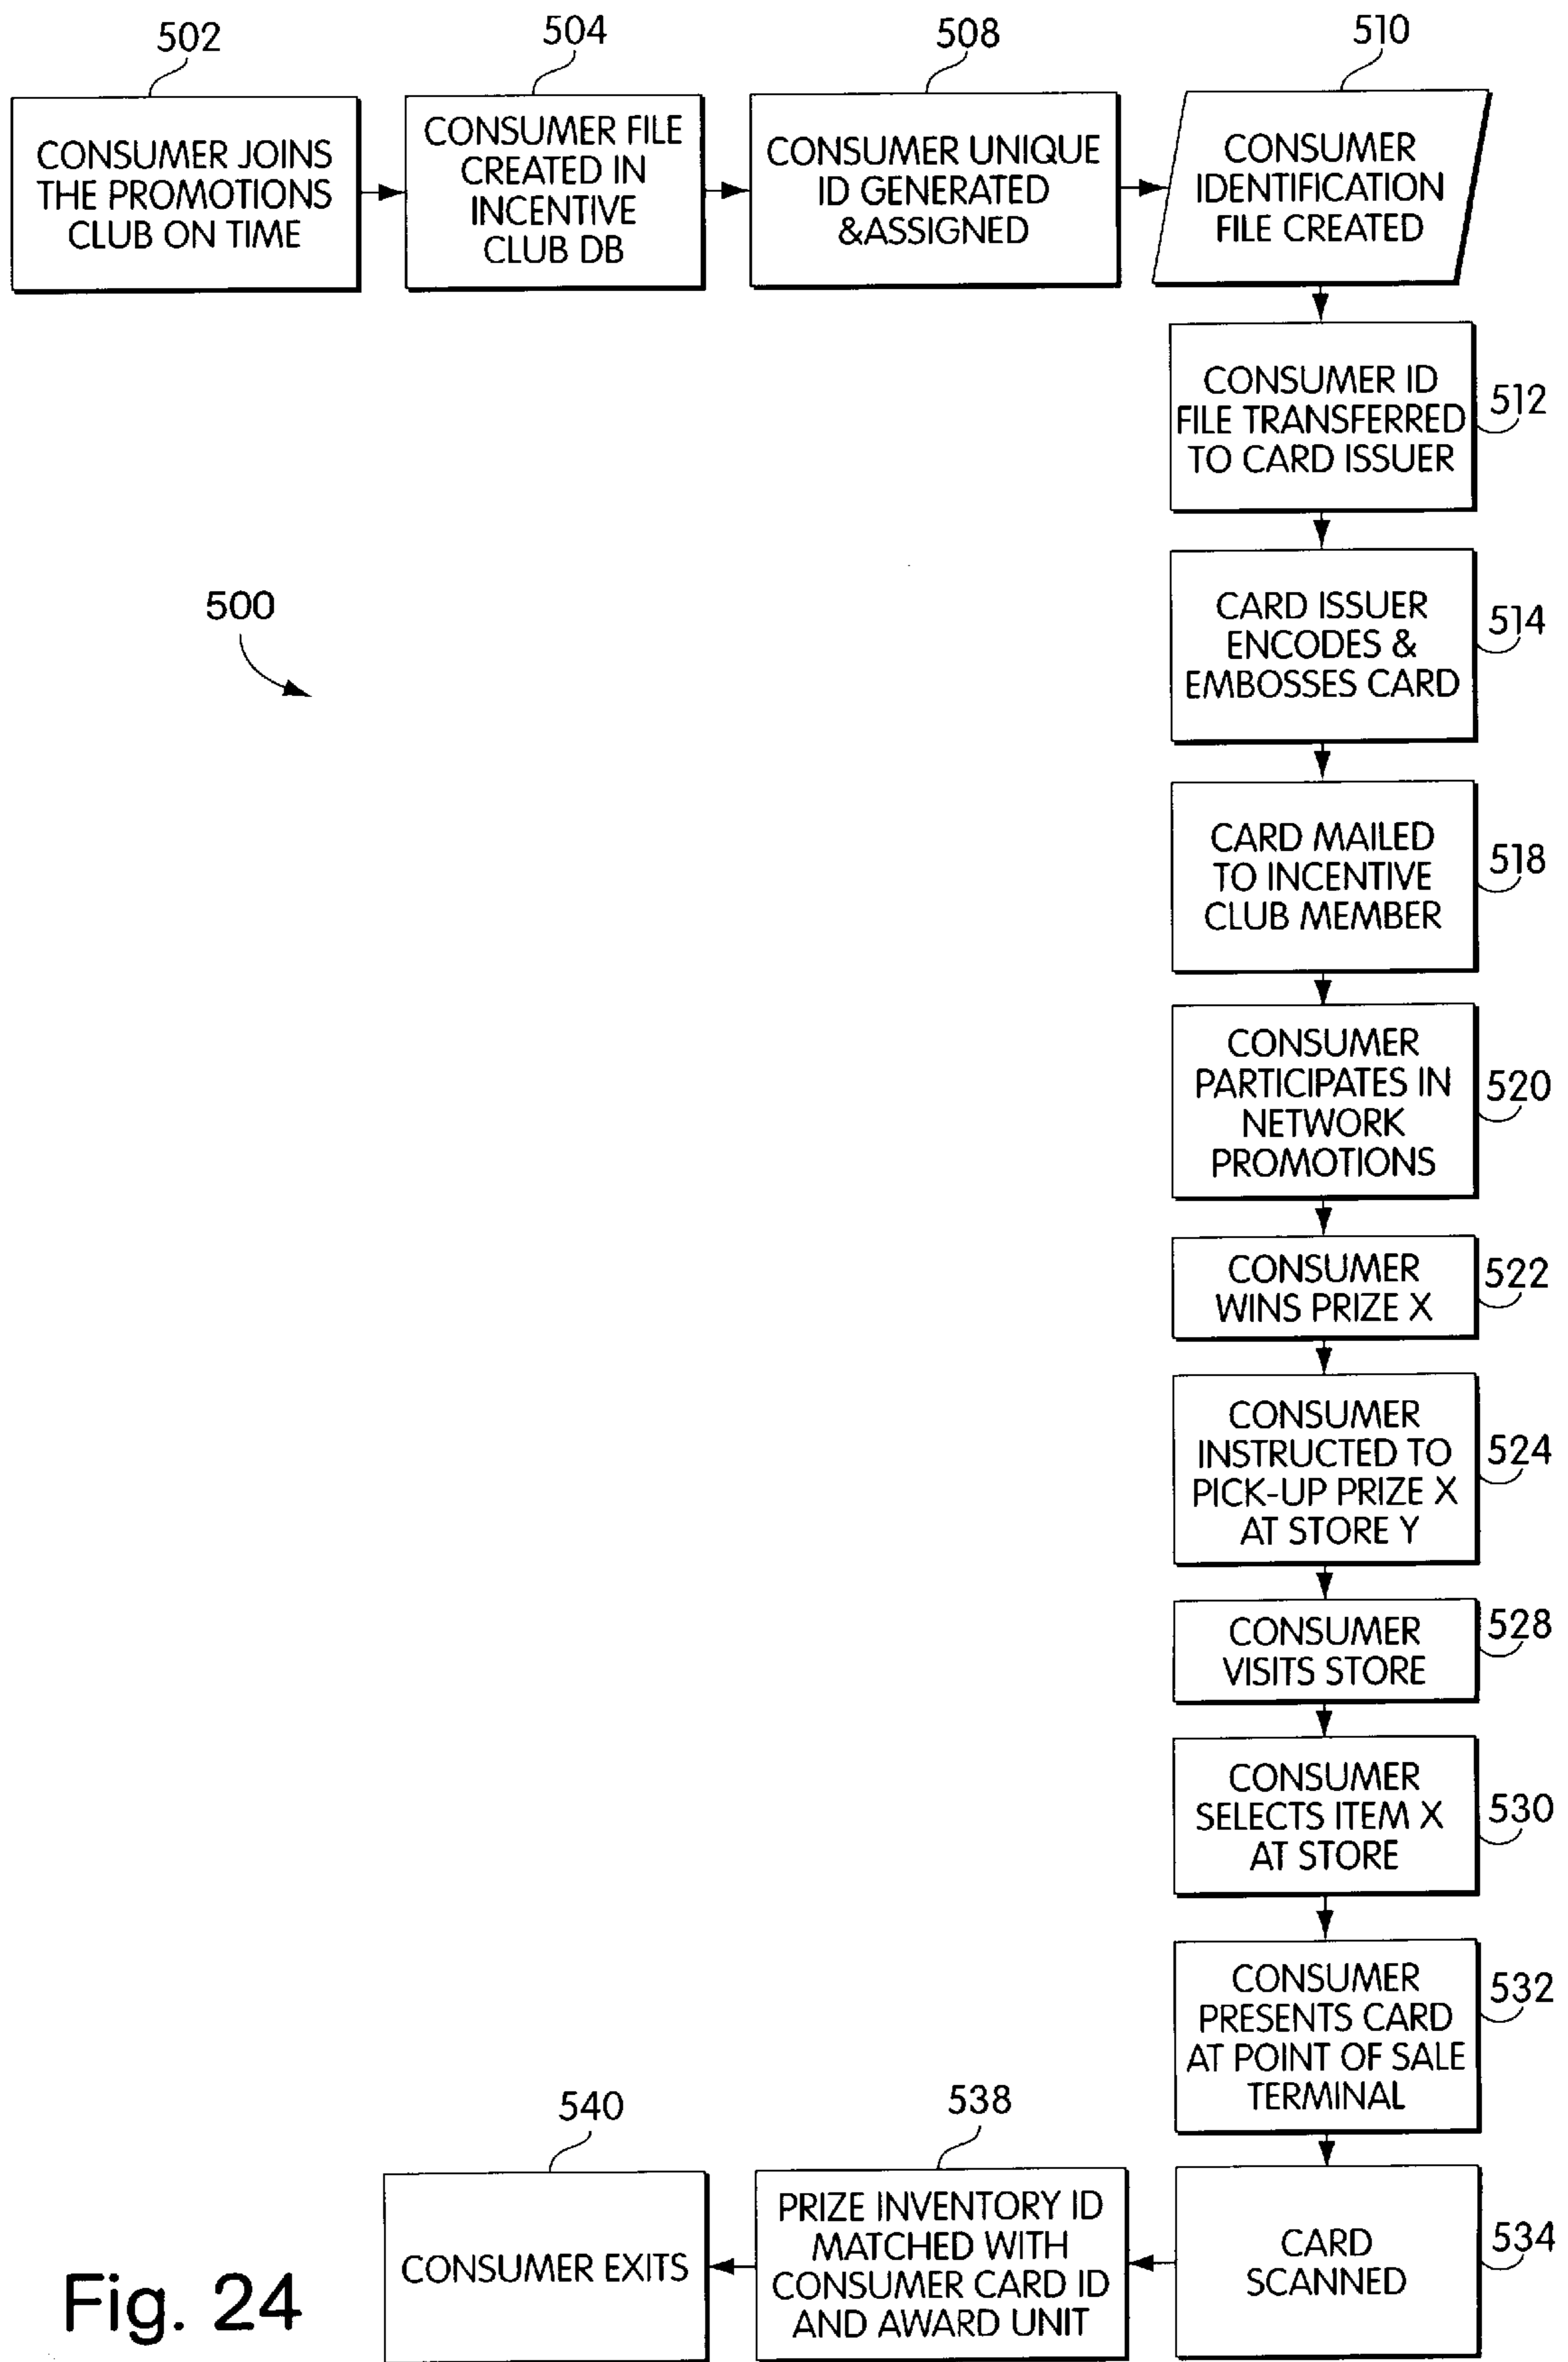 502
504
508
510
CONSUMER JOINS
THE PROMOTIONS
CLUB ON TIME
CONSUMER FILE
CREATED IN
INCENTIVE
CLUB DB
CONSUMER UNIQUE
ID GENERATED
&ASSIGNED
CONSUMER
IDENTIFICATION
FILE CREATED
CONSUMER ID
FILE TRANSFERRED
TO CARD ISSUER
512
500
CARD ISSUER
ENCODES &
EMBOSSES CARD
514
CARD MAILED
TO INCENTIVE
CLUB MEMBER
518
CONSUMER
PARTICIPATES IN
NETWORK
PROMOTIONS
520
CONSUMER
WINS PRIZE X
522
CONSUMER
INSTRUCTED TO
PICK-UP PRIZE X
AT STORE Y
524
CONSUMER
VISITS STORE
528
CONSUMER
SELECTS ITEM X
AT STORE
530
CONSUMER
PRESENTS CARD
AT POINT OF SALE
TERMINAL
532
CARD
SCANNED
534
538
PRIZE INVENTORY ID
MATCHED WITH
CONSUMER CARD ID
AND AWARD UNIT
540
CONSUMER EXITS
Fig. 24